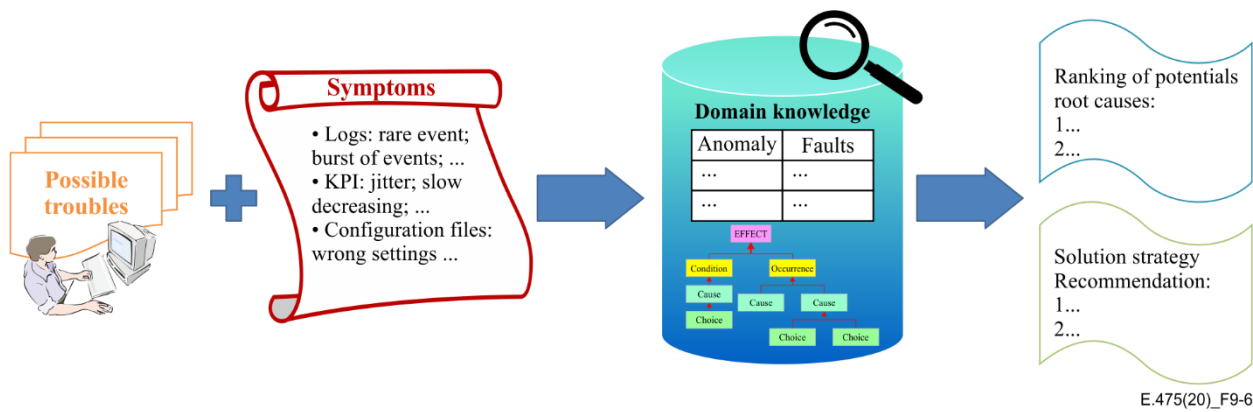 Possible
troubles
Symptoms
• Logs: rare event;
burst of events; ...
• KPI: jitter; slow
decreasing; ...
• Configuration files:
wrong settings ...
Domain knowledge
Anomaly Faults
... ...
... ...
EFFECT
Condition Occurrence
Cause Cause Cause
Choice Choice Choice
Ranking of potentials
root causes:
1...
2...
Solution strategy
Recommendation:
1...
2...
E.475(20)_F9-6